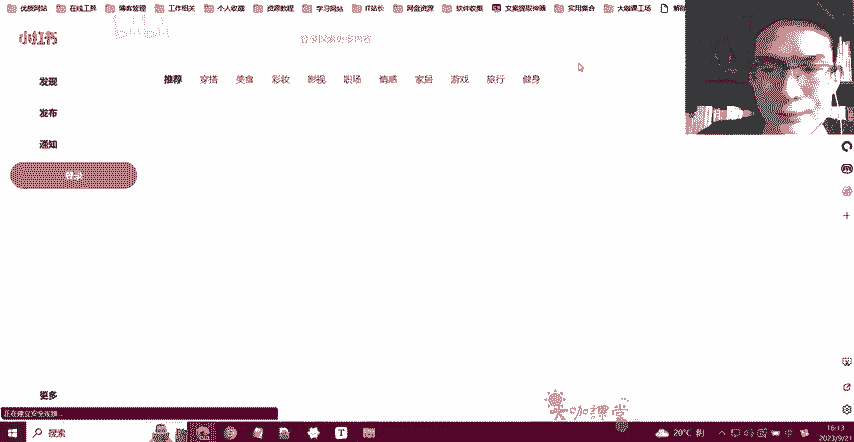 优质网站 在线工具 博客管理 工作相关 个人收藏 资源教程 学习网站 IT站长 网盘资源 软件收集 文案提取神器 实用集合 大咖课工场 解除
bilibili
小红书
登录探索更多内容
发现
推荐 穿搭 美食 彩妆 影视 职场 情感 家居 游戏 旅行 健身
发布
通知
登录
更多
正在建立安全连接...
大咖課堂
搜索
20°C 阴
16:13
2023/9/21